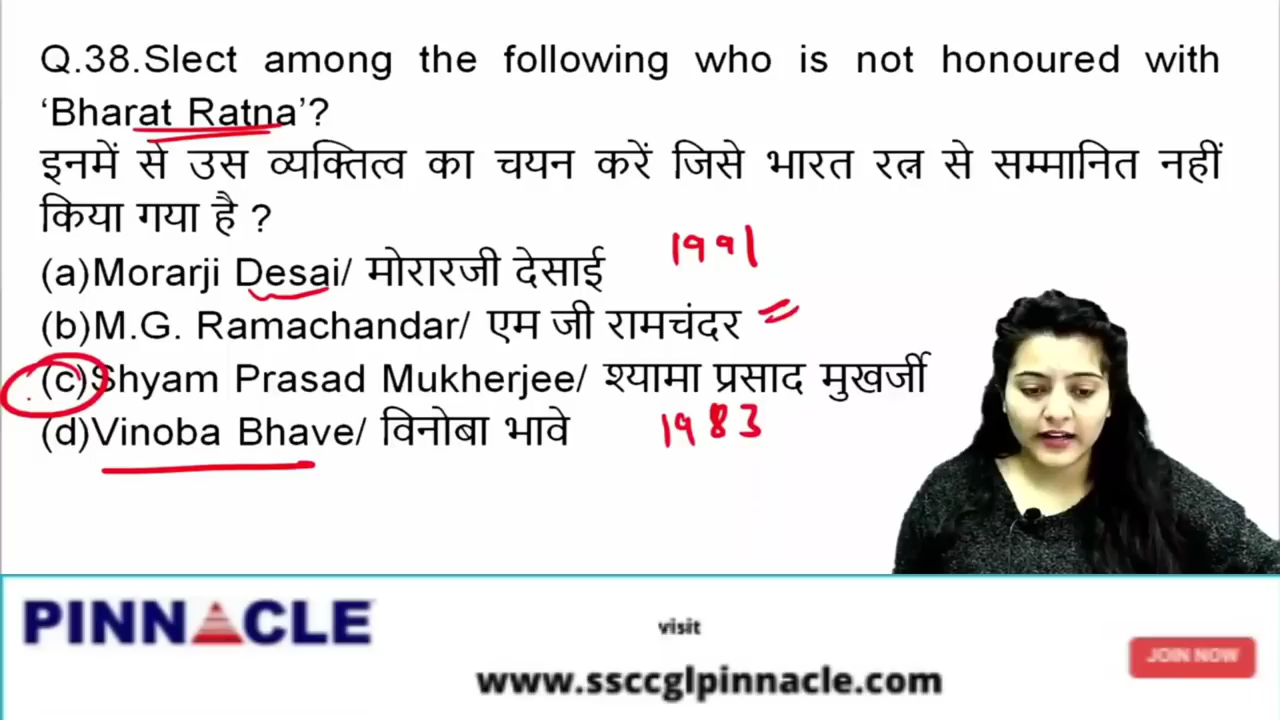 Q.38.Slect among the following who is not honoured with
‘Bharat Ratna’?
इनमें से उस व्यक्तित्व का चयन करें जिसे भारत रत्न से सम्मानित नहीं
किया गया है ?
(a)Morarji Desai/ मोरारजी देसाई 1991
(b)M.G. Ramachandar/ एम जी रामचंदर
(c)Shyam Prasad Mukherjee/ श्यामा प्रसाद मुखर्जी
(d)Vinoba Bhave/ विनोबा भावे 1983
PINNACLE
visit
www.ssccglpinnacle.com
JOIN NOW